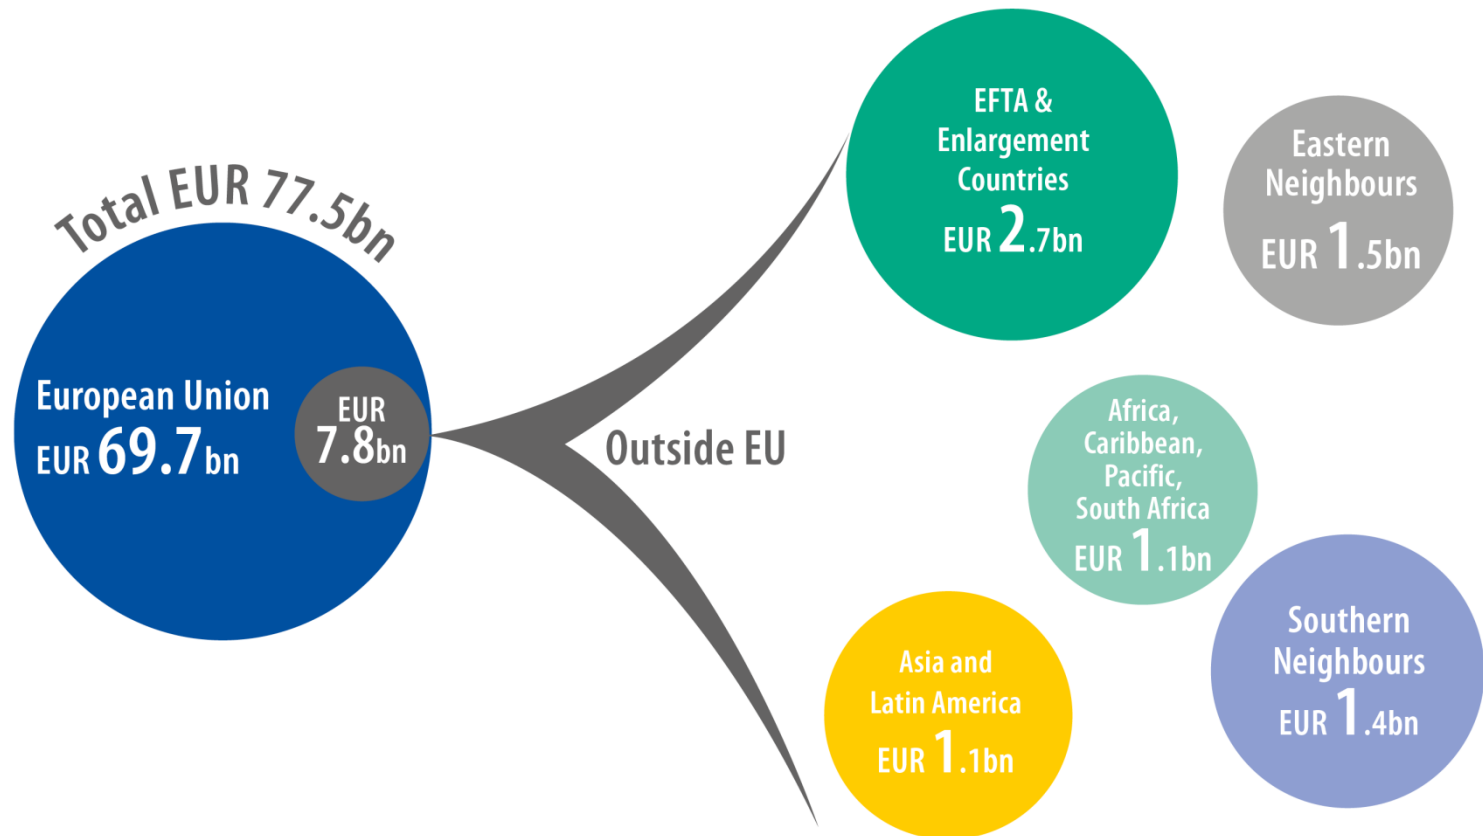 Total EUR 77.5bn
European Union
EUR 69.7bn
EUR
7.8bn
Outside EU
EFTA &
Enlargement
Countries
EUR 2.7bn
Eastern
Neighbours
EUR 1.5bn
Africa,
Caribbean,
Pacific,
South Africa
EUR 1.1bn
Southern
Neighbours
EUR 1.4bn
Asia and
Latin America
EUR 1.1bn